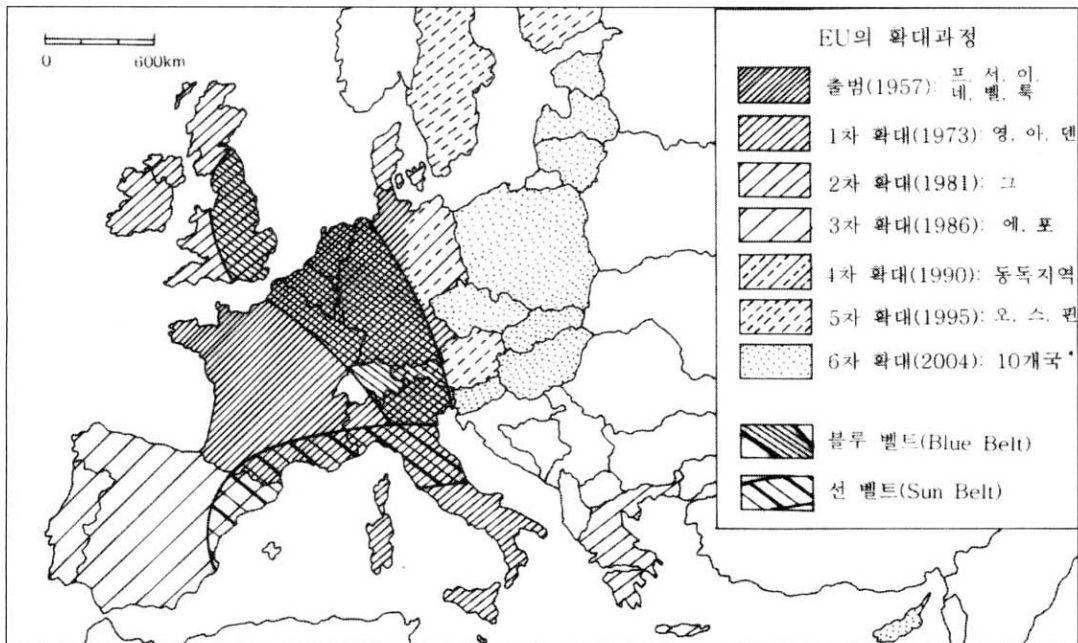 0 600km
EU의 확대과정
출범(1957): 프. 서. 이.
네. 벨. 룩
1차 확대(1973): 영. 아. 덴
2차 확대(1981): 그
3차 확대(1986): 에. 포
4차 확대(1990): 동독지역
5차 확대(1995): 오. 스. 핀
6차 확대(2004): 10개국*
블루 벨트(Blue Belt)
선 벨트(Sun Belt)